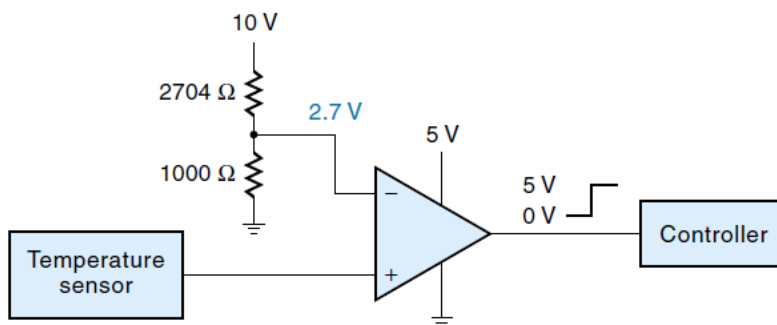 10 V
2704 Ω
2.7 V
1000 Ω
5 V
−
+
5 V
0 V
Temperature
sensor
Controller